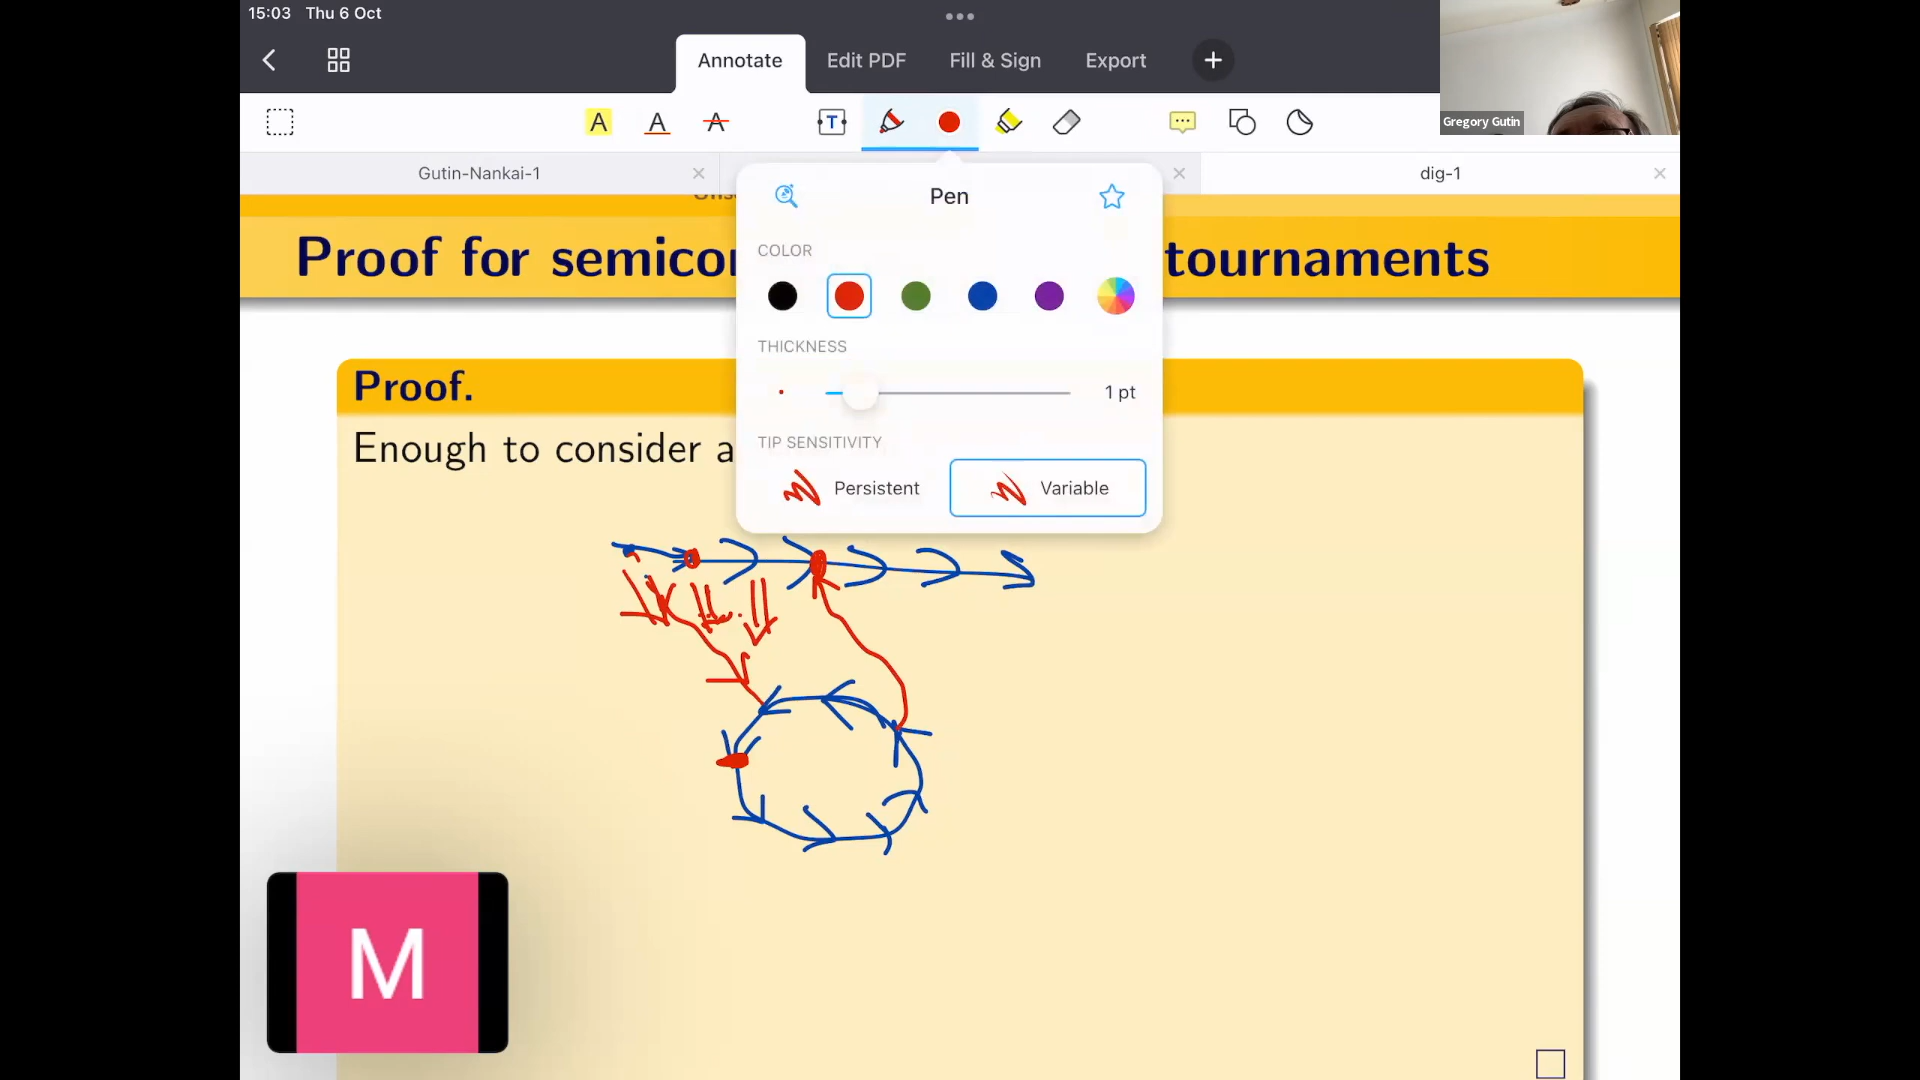 15:03 Thu 6 Oct
Annotate Edit PDF Fill & Sign Export
Gregory Gutin
A A A T
Gutin-Nankai-1 dig-1
Pen
Proof for semicon tournaments
COLOR
THICKNESS
Proof.
1 pt
Enough to consider a
TIP SENSITIVITY
Persistent Variable
M